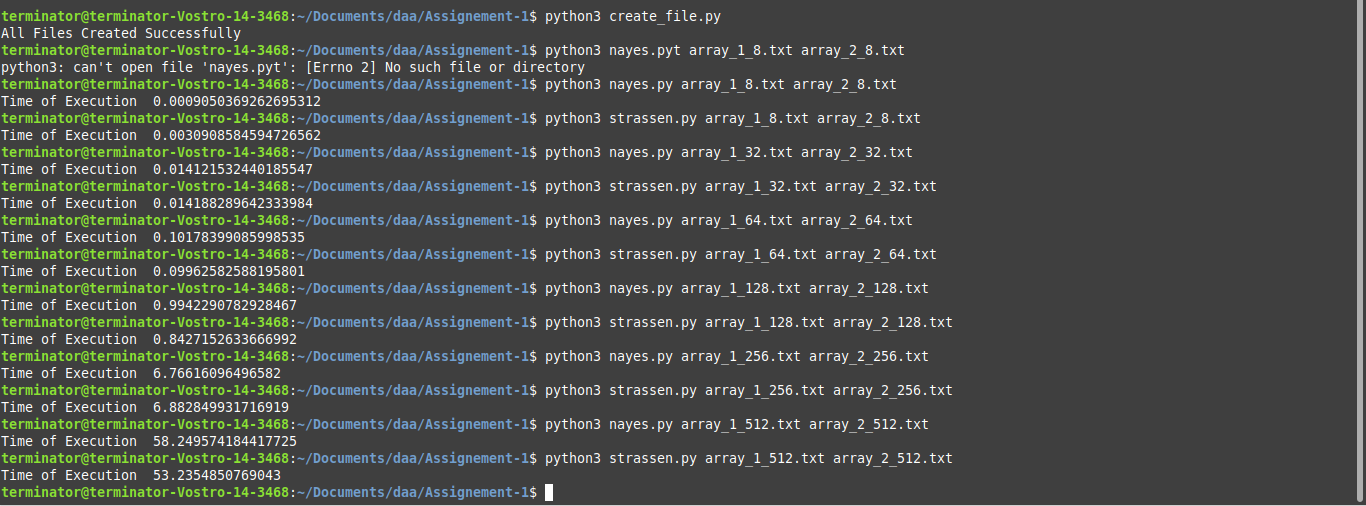 terminator@terminator-Vostro-14-3468:~/Documents/daa/Assignement-1$ python3 create_file.py
All Files Created Successfully
terminator@terminator-Vostro-14-3468:~/Documents/daa/Assignement-1$ python3 nayes.pyt array_1_8.txt array_2_8.txt
python3: can't open file 'nayes.pyt': [Errno 2] No such file or directory
terminator@terminator-Vostro-14-3468:~/Documents/daa/Assignement-1$ python3 nayes.py array_1_8.txt array_2_8.txt
Time of Execution  0.0009050369262695312
terminator@terminator-Vostro-14-3468:~/Documents/daa/Assignement-1$ python3 strassen.py array_1_8.txt array_2_8.txt
Time of Execution  0.0030908584594726562
terminator@terminator-Vostro-14-3468:~/Documents/daa/Assignement-1$ python3 nayes.py array_1_32.txt array_2_32.txt
Time of Execution  0.014121532440185547
terminator@terminator-Vostro-14-3468:~/Documents/daa/Assignement-1$ python3 strassen.py array_1_32.txt array_2_32.txt
Time of Execution  0.014188289642333984
terminator@terminator-Vostro-14-3468:~/Documents/daa/Assignement-1$ python3 nayes.py array_1_64.txt array_2_64.txt
Time of Execution  0.10178399085998535
terminator@terminator-Vostro-14-3468:~/Documents/daa/Assignement-1$ python3 strassen.py array_1_64.txt array_2_64.txt
Time of Execution  0.09962582588195801
terminator@terminator-Vostro-14-3468:~/Documents/daa/Assignement-1$ python3 nayes.py array_1_128.txt array_2_128.txt
Time of Execution  0.9942290782928467
terminator@terminator-Vostro-14-3468:~/Documents/daa/Assignement-1$ python3 strassen.py array_1_128.txt array_2_128.txt
Time of Execution  0.8427152633666992
terminator@terminator-Vostro-14-3468:~/Documents/daa/Assignement-1$ python3 nayes.py array_1_256.txt array_2_256.txt
Time of Execution  6.76616096496582
terminator@terminator-Vostro-14-3468:~/Documents/daa/Assignement-1$ python3 strassen.py array_1_256.txt array_2_256.txt
Time of Execution  6.882849931716919
terminator@terminator-Vostro-14-3468:~/Documents/daa/Assignement-1$ python3 nayes.py array_1_512.txt array_2_512.txt
Time of Execution  58.249574184417725
terminator@terminator-Vostro-14-3468:~/Documents/daa/Assignement-1$ python3 strassen.py array_1_512.txt array_2_512.txt
Time of Execution  53.2354850769043
terminator@terminator-Vostro-14-3468:~/Documents/daa/Assignement-1$